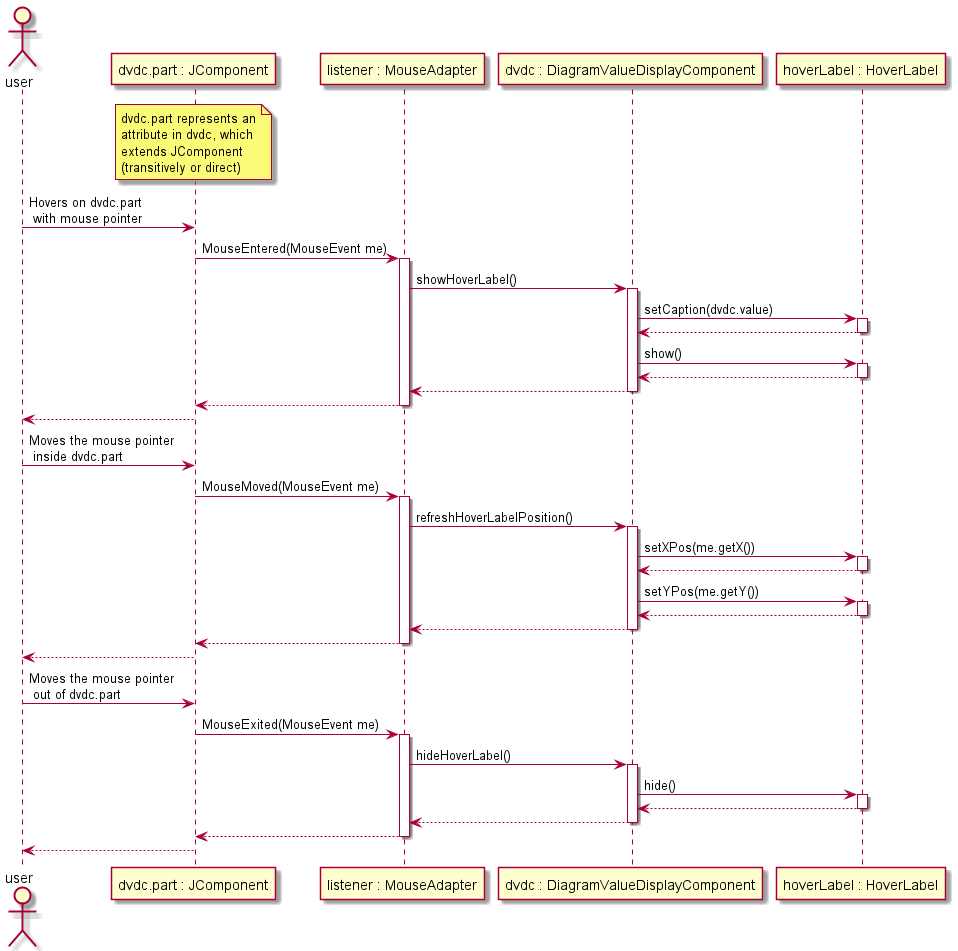 user
dvdc.part : JComponent
listener : MouseAdapter
dvdc : DiagramValueDisplayComponent
hoverLabel : HoverLabel
dvdc.part represents an
attribute in dvdc, which
extends JComponent
(transitively or direct)
Hovers on dvdc.part
with mouse pointer
MouseEntered(MouseEvent me)
showHoverLabel()
setCaption(dvdc.value)
show()
Moves the mouse pointer
inside dvdc.part
MouseMoved(MouseEvent me)
refreshHoverLabelPosition()
setXPos(me.getX())
setYPos(me.getY())
Moves the mouse pointer
out of dvdc.part
MouseExited(MouseEvent me)
hideHoverLabel()
hide()
user
dvdc.part : JComponent
listener : MouseAdapter
dvdc : DiagramValueDisplayComponent
hoverLabel : HoverLabel